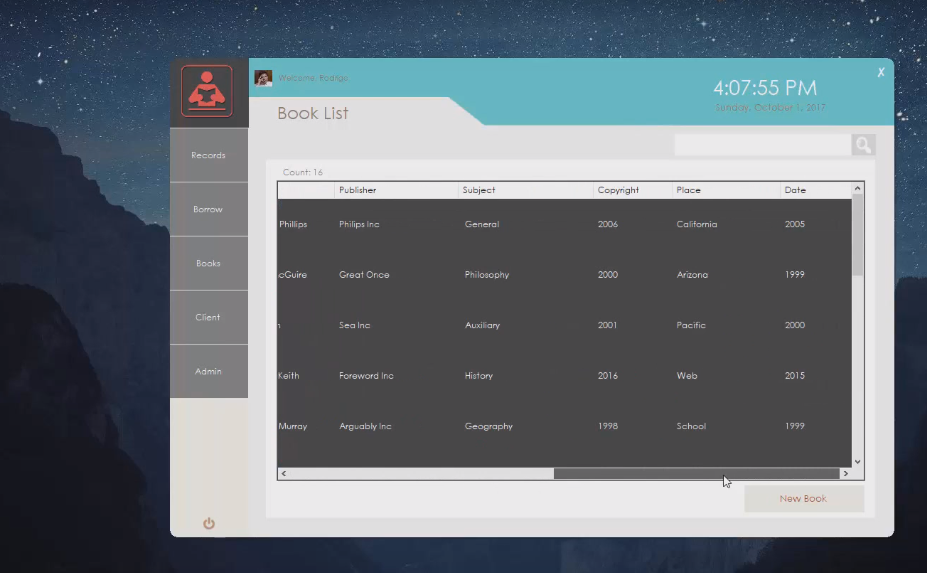 Welcome, Rodrigo
X
4:07:55 PM
Sunday, October 1, 2017
Book List
Records
Borrow
Books
Client
Admin
Count: 16
Publisher Subject Copyright Place Date
Phillips Philips Inc General 2006 California 2005
cGuire Great Once Philosophy 2000 Arizona 1999
Sea Inc Auxiliary 2001 Pacific 2000
Keith Foreword Inc History 2016 Web 2015
Murray Arguably Inc Geography 1998 School 1999
New Book